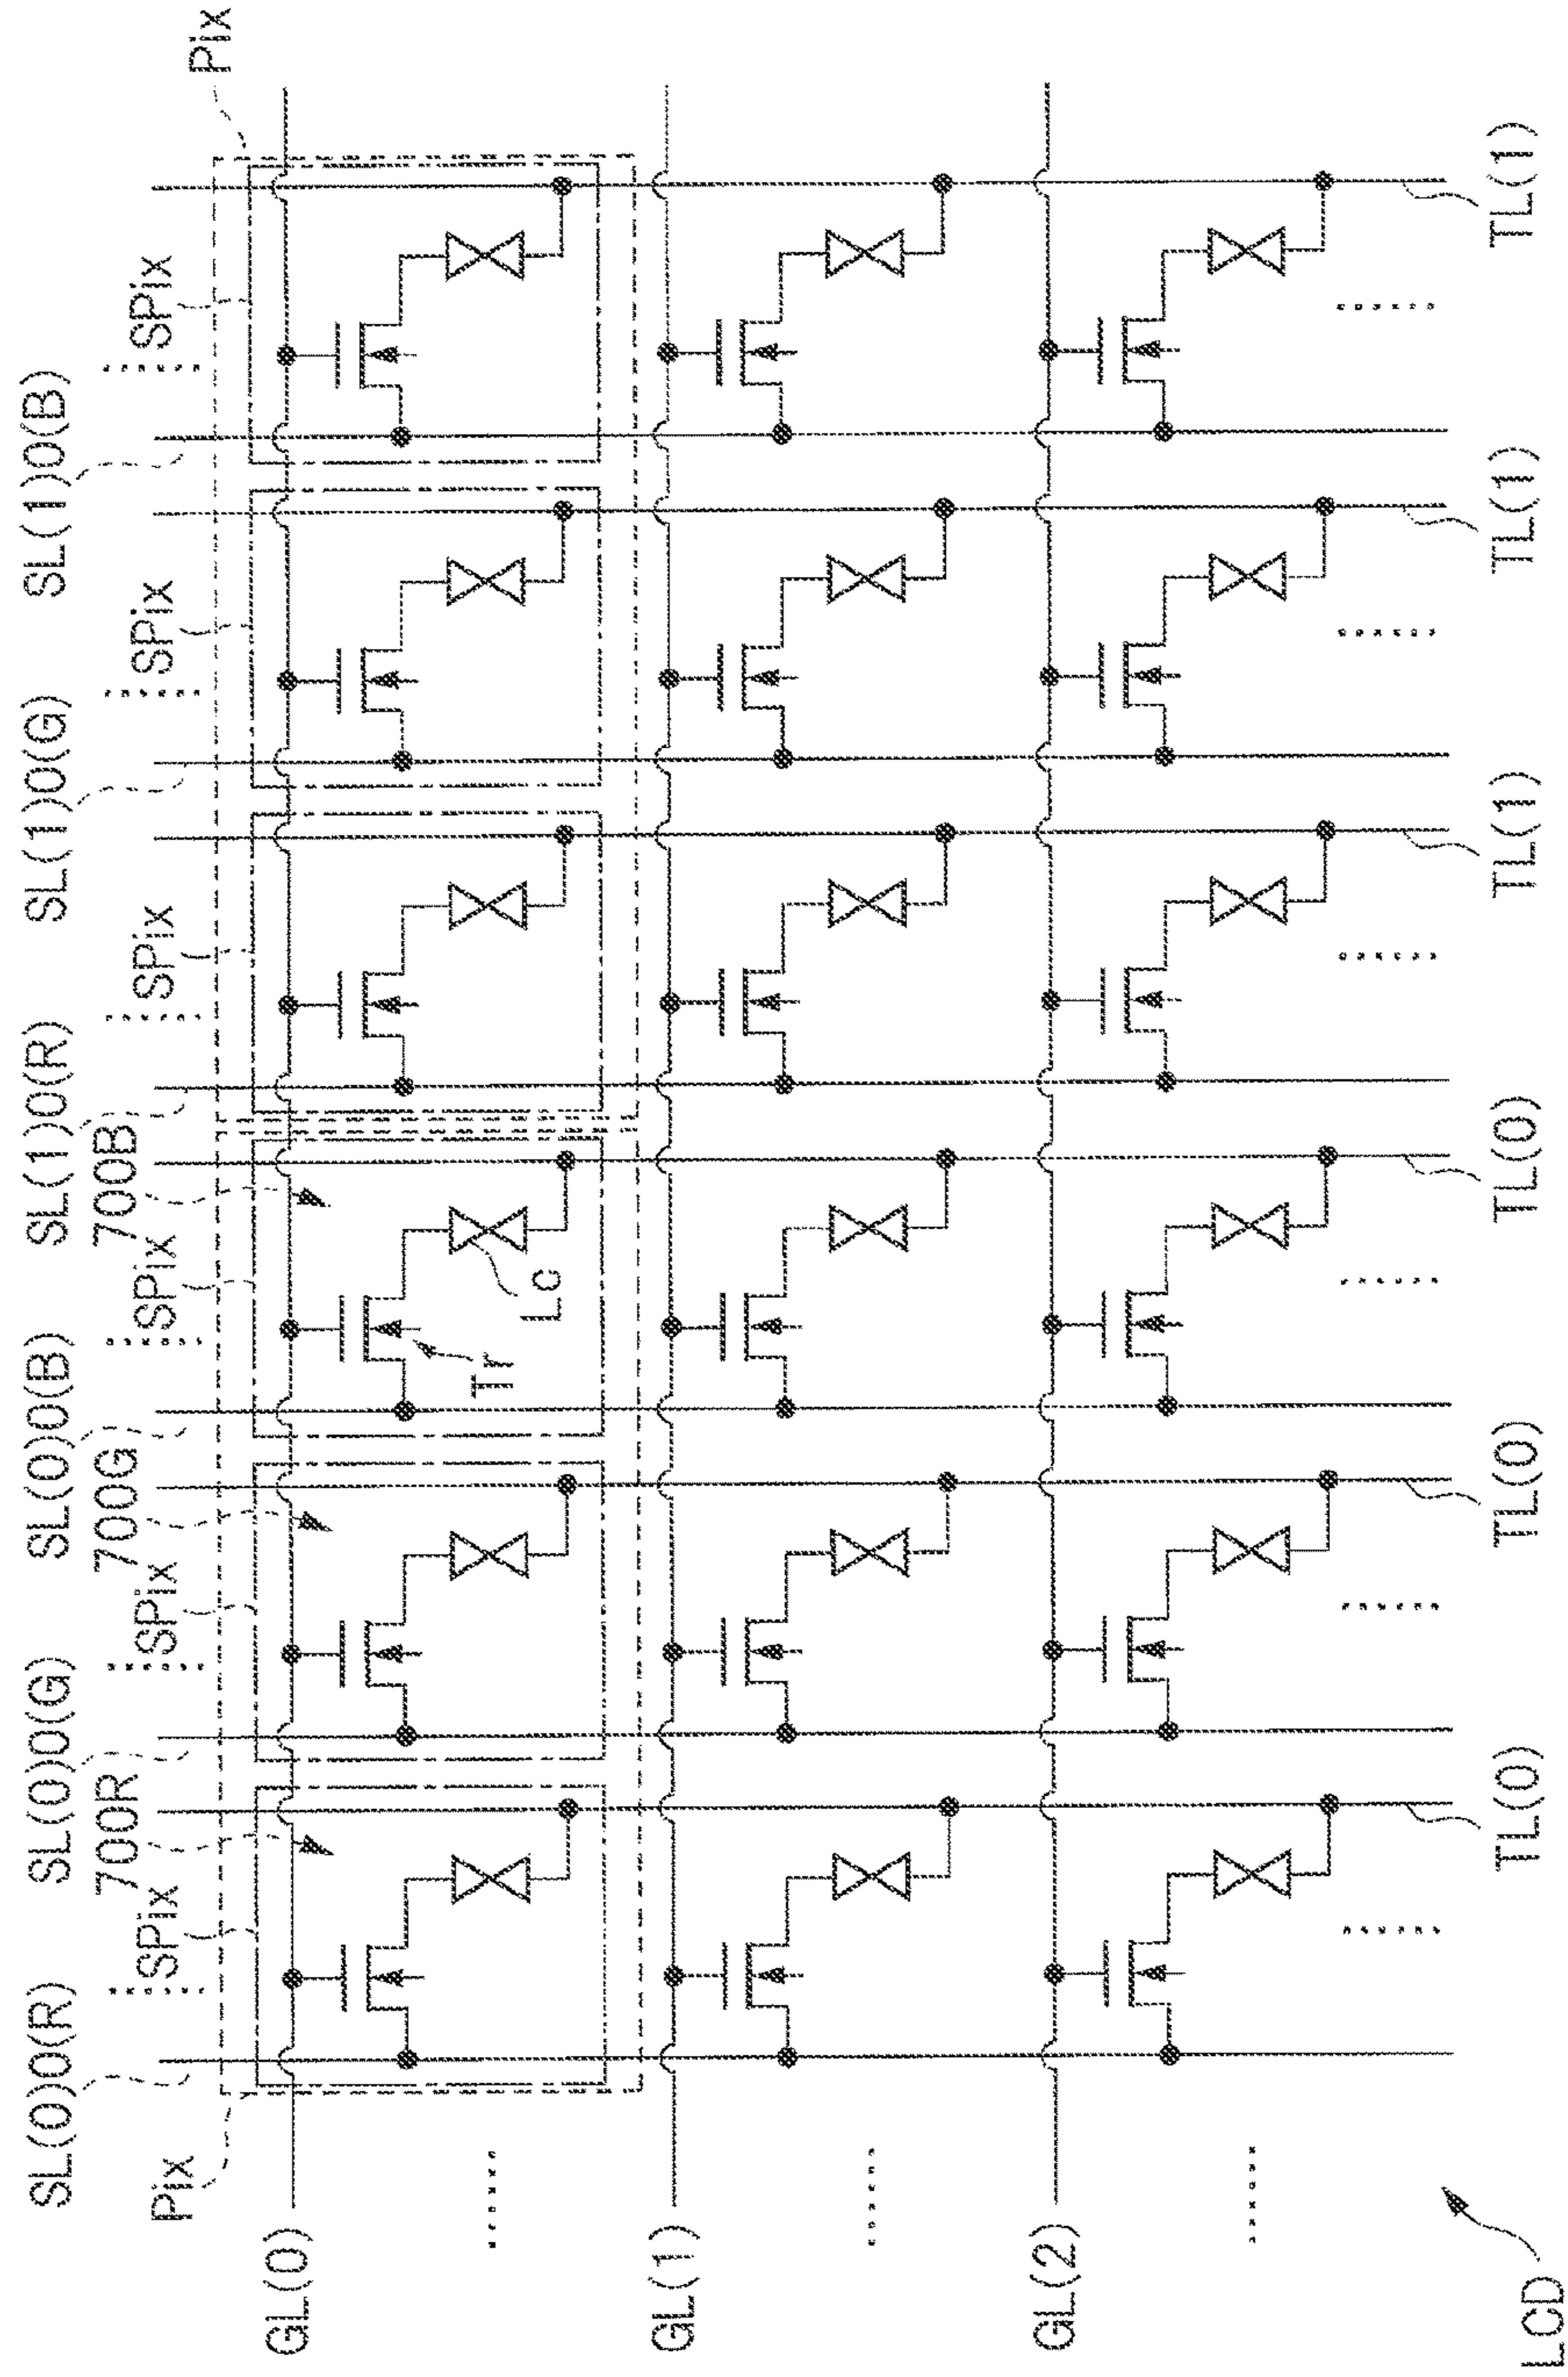 SL(0)0(R)
SL(0)0(G)
SL(0)0(B)
SL(1)0(R)
SL(1)0(G)
SL(1)0(B)
700R
700G
700B
SPix
SPix
SPix
SPix
SPix
SPix
Pix
Pix
GL(0)
Tr
LC
GL(1)
GL(2)
TL(0)
TL(0)
TL(0)
TL(1)
TL(1)
TL(1)
LCD